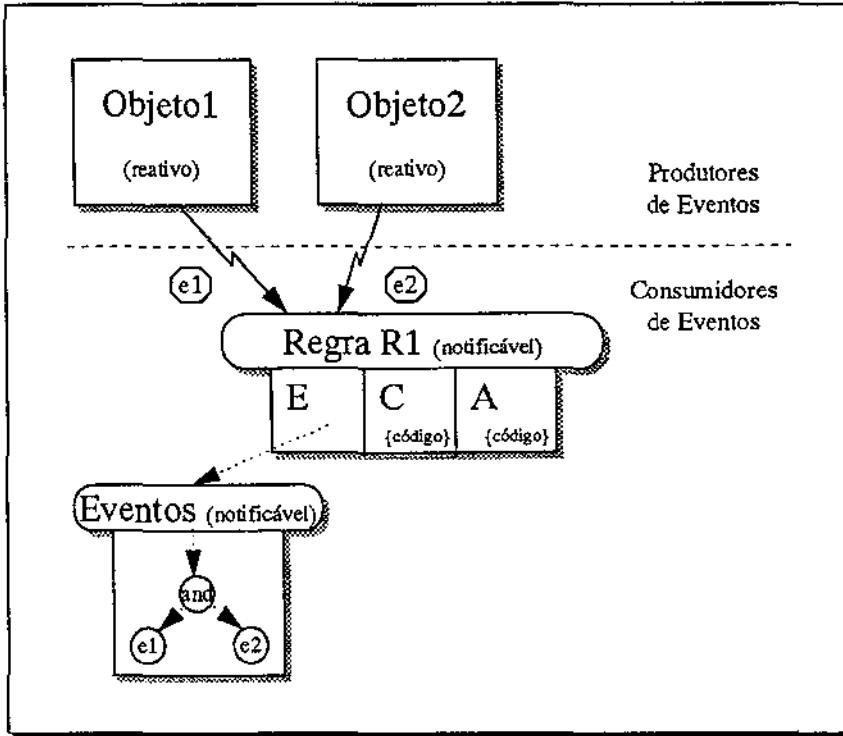 Objeto1
(reativo)
Objeto2
(reativo)
Produtores
de Eventos
e1
e2
Consumidores
de Eventos
Regra R1 (notificável)
E
C
{código}
A
{código}
Eventos (notificável)
and
e1
e2